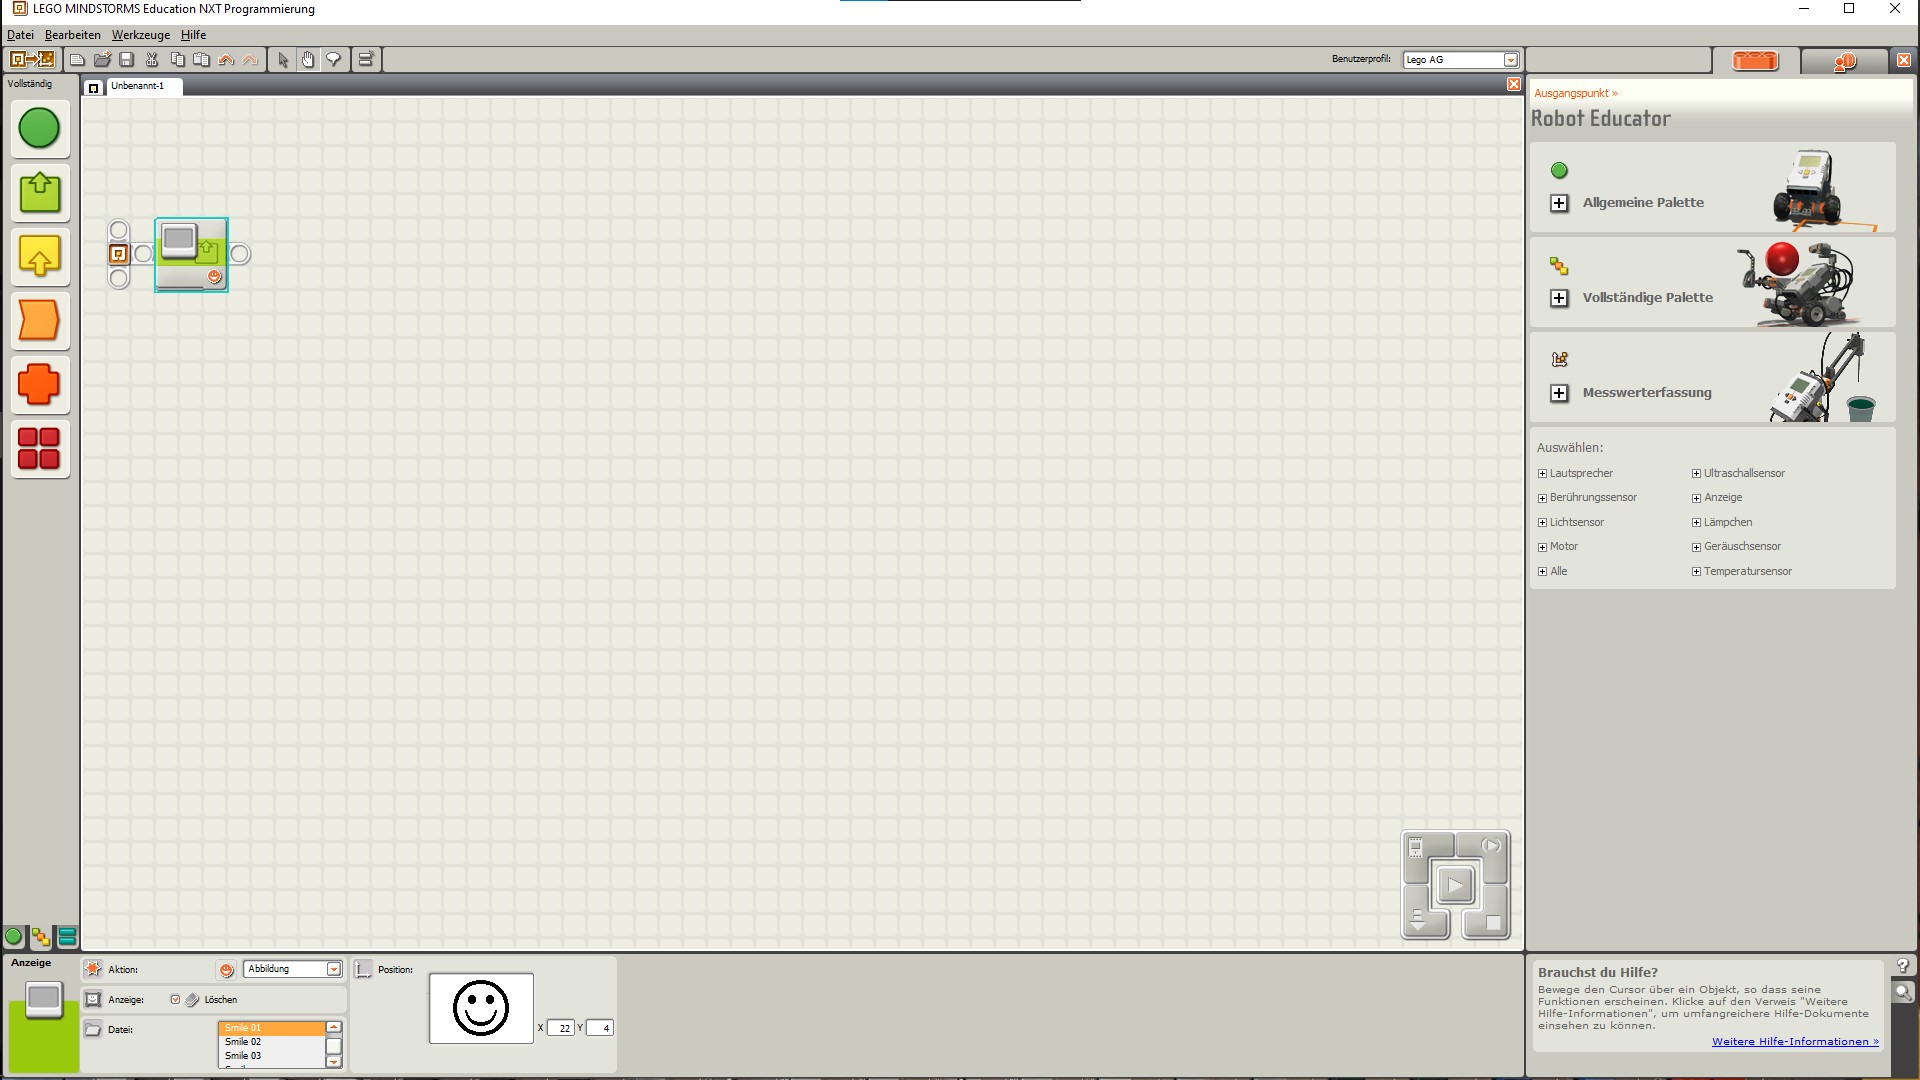 LEGO MINDSTORMS Education NXT Programmierung
Datei Bearbeiten Werkzeuge Hilfe
Benutzerprofil: Lego AG
Vollständig
Unbenannt-1
Ausgangspunkt »
Robot Educator
Allgemeine Palette
Vollständige Palette
Messwerterfassung
Auswählen:
Lautsprecher Ultraschallsensor
Berührungssensor Anzeige
Lichtsensor Lämpchen
Motor Geräuschsensor
Alle Temperatursensor
Anzeige
Aktion: Abbildung
Anzeige: Löschen
Datei: Smile 01
Smile 02
Smile 03
Position:
X 22 Y 4
Brauchst du Hilfe?
Bewege den Cursor über ein Objekt, so dass seine
Funktionen erscheinen. Klicke auf den Verweis "Weitere
Hilfe-Informationen", um umfangreichere Hilfe-Dokumente
einsehen zu können.
Weitere Hilfe-Informationen »